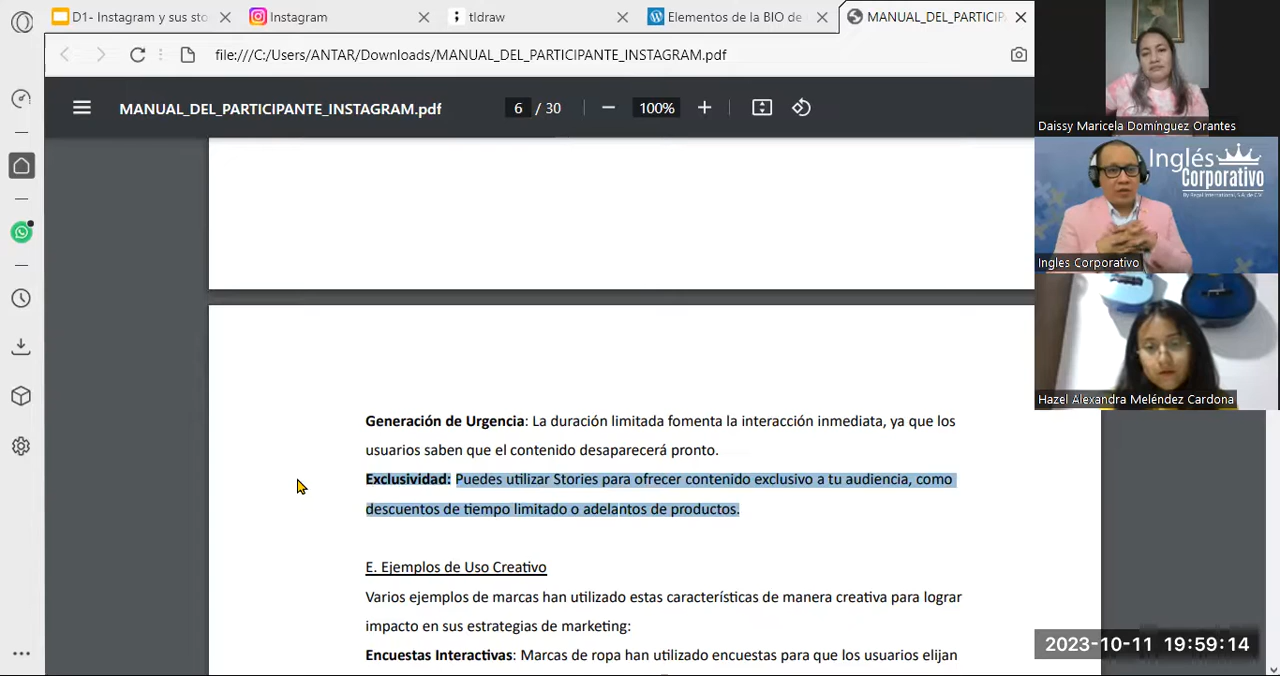 D1- Instagram y sus sto
Instagram
tldraw
Elementos de la BIO de
MANUAL_DEL_PARTICIP
file:///C:/Users/ANTAR/Downloads/MANUAL_DEL_PARTICIPANTE_INSTAGRAM.pdf
MANUAL_DEL_PARTICIPANTE_INSTAGRAM.pdf
6 / 30
100%
Generación de Urgencia: La duración limitada fomenta la interacción inmediata, ya que los
usuarios saben que el contenido desaparecerá pronto.
Exclusividad: Puedes utilizar Stories para ofrecer contenido exclusivo a tu audiencia, como
descuentos de tiempo limitado o adelantos de productos.
E. Ejemplos de Uso Creativo
Varios ejemplos de marcas han utilizado estas características de manera creativa para lograr
impacto en sus estrategias de marketing:
Encuestas Interactivas: Marcas de ropa han utilizado encuestas para que los usuarios elijan
Daissy Maricela Domínguez Orantes
Inglés
Corporativo
By Regal International, S.A. de C.V.
Ingles Corporativo
Hazel Alexandra Meléndez Cardona
2023-10-11 19:59:14